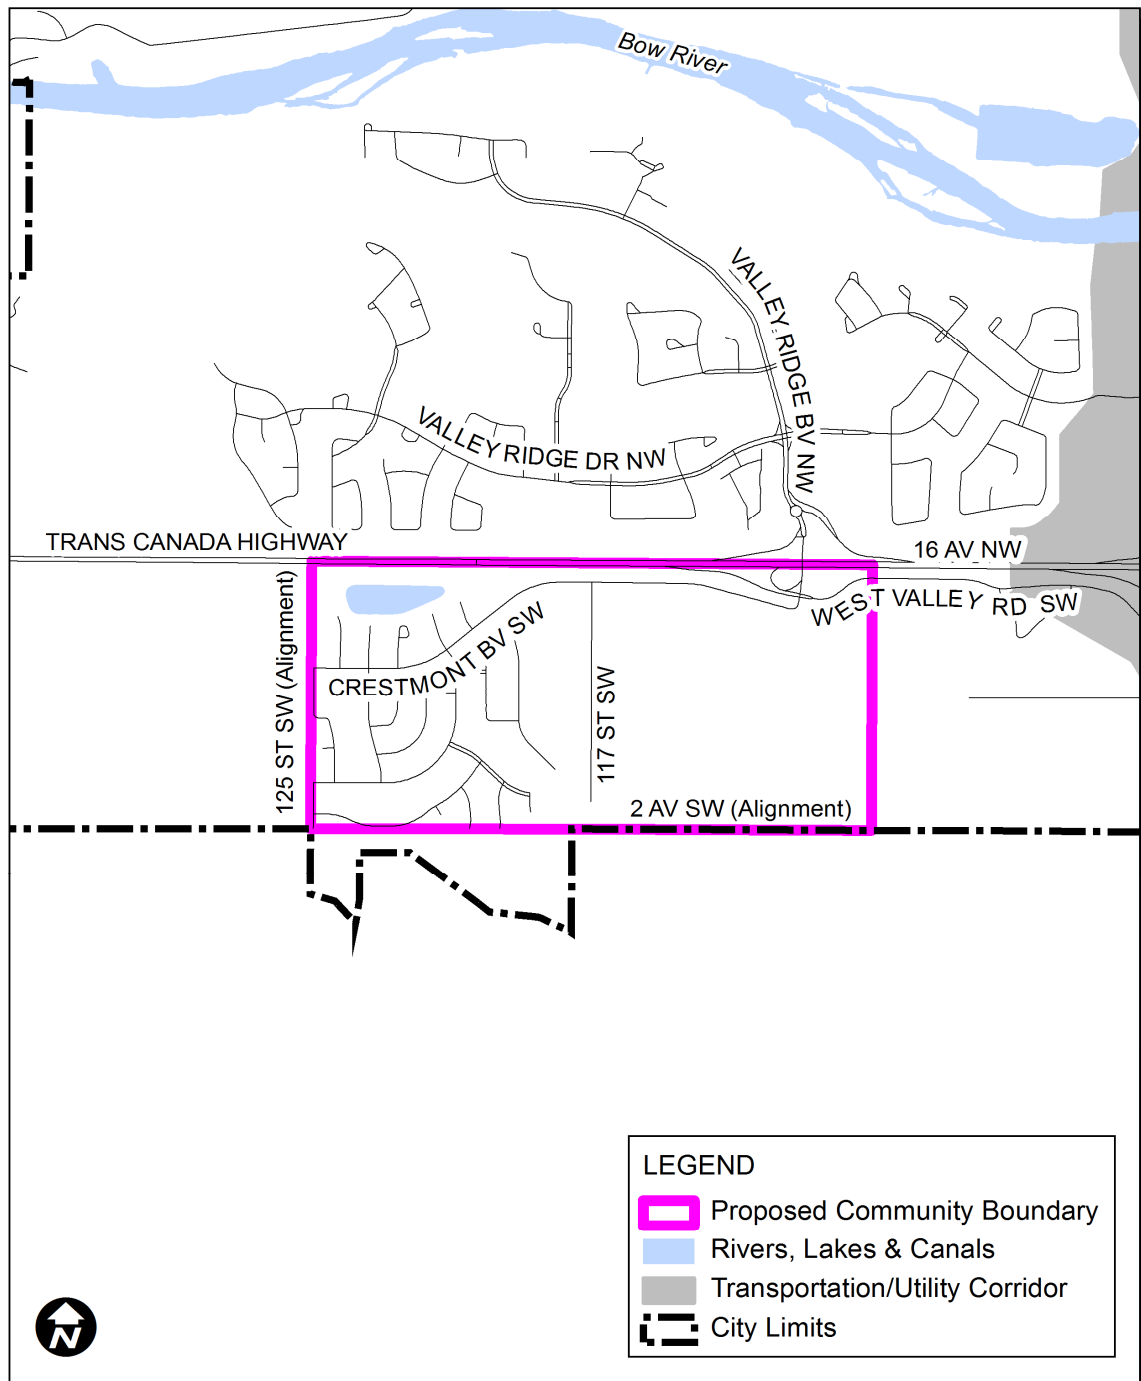 Bow River
VALLEY RIDGE BV NW
VALLEY RIDGE DR NW
TRANS CANADA HIGHWAY
16 AV NW
WEST VALLEY RD SW
125 ST SW (Alignment)
CRESTMONT BV SW
117 ST SW
2 AV SW (Alignment)
LEGEND
Proposed Community Boundary
Rivers, Lakes & Canals
Transportation/Utility Corridor
City Limits
N